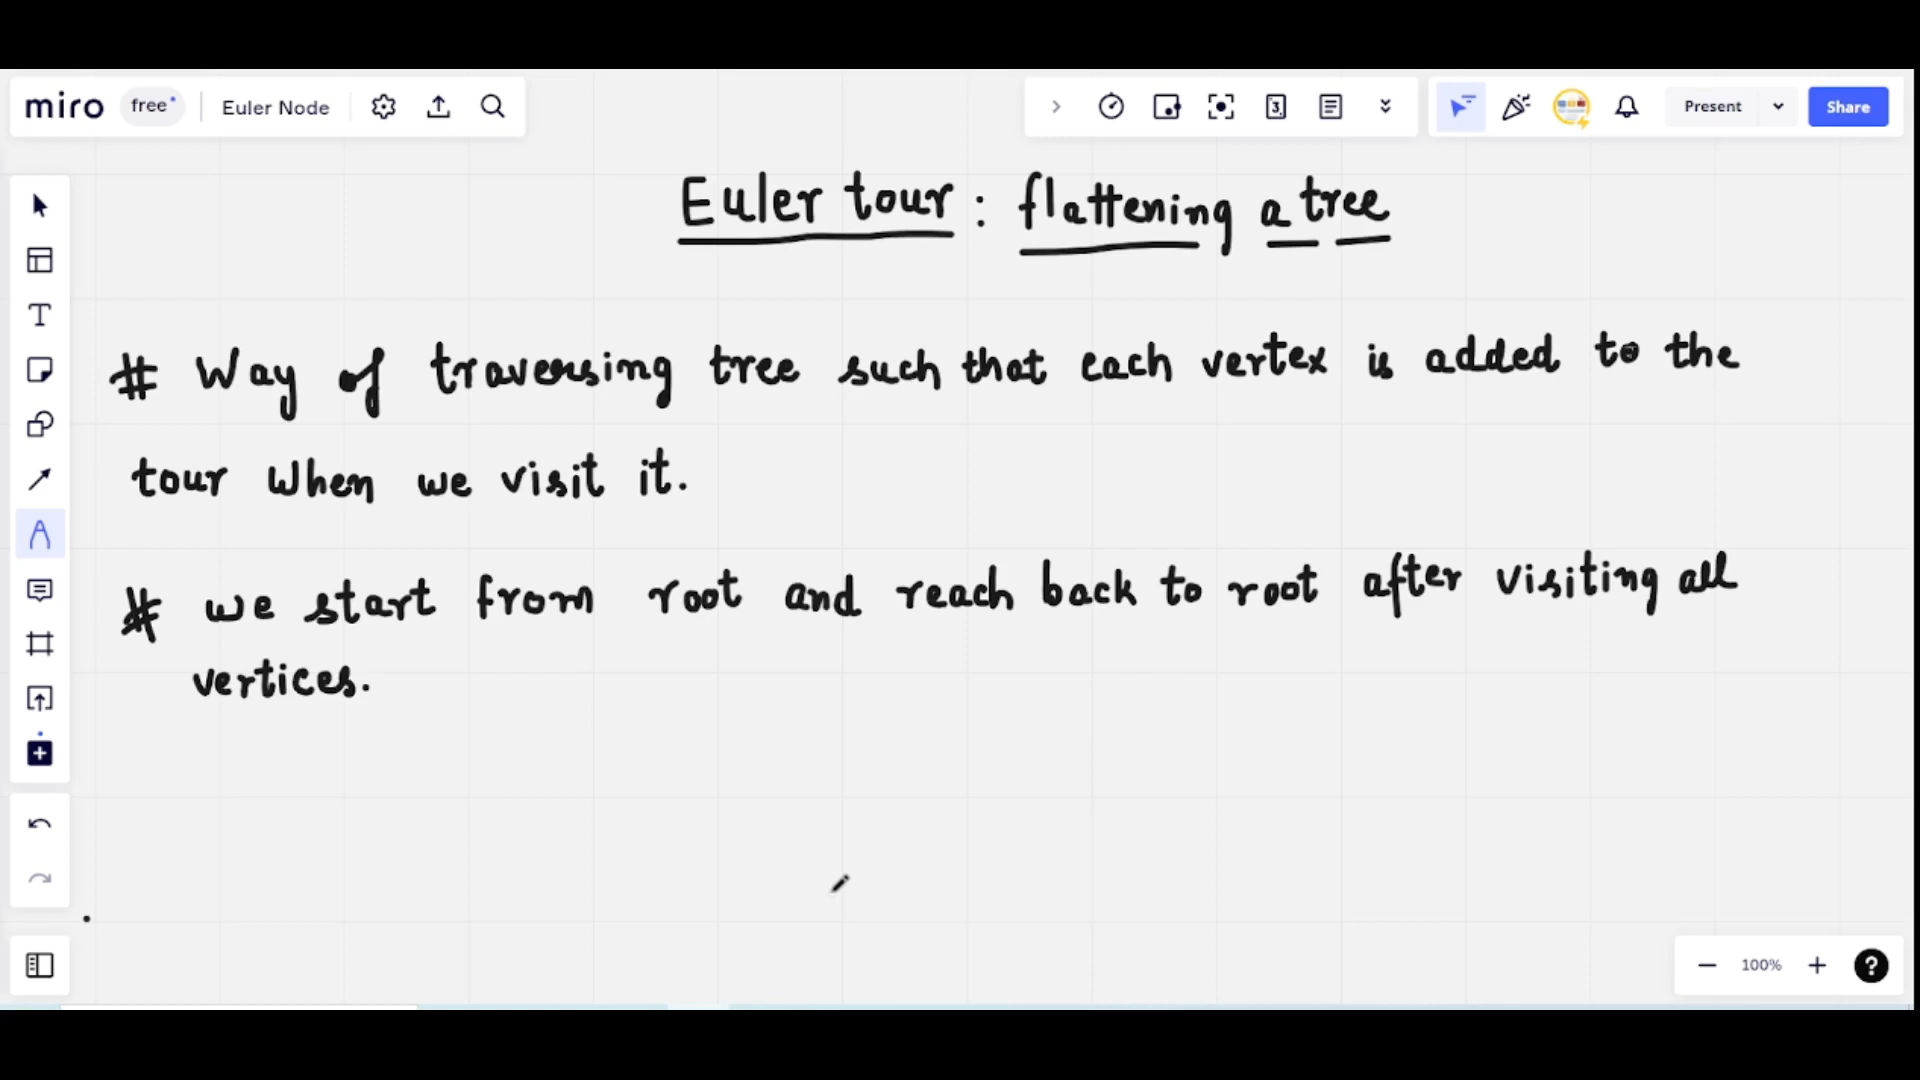 miro free Euler Node Present Share
Euler tour : flattening a tree
# Way of traversing tree such that each vertex is added to the
tour when we visit it.
# we start from root and reach back to root after visiting all
vertices.
100%